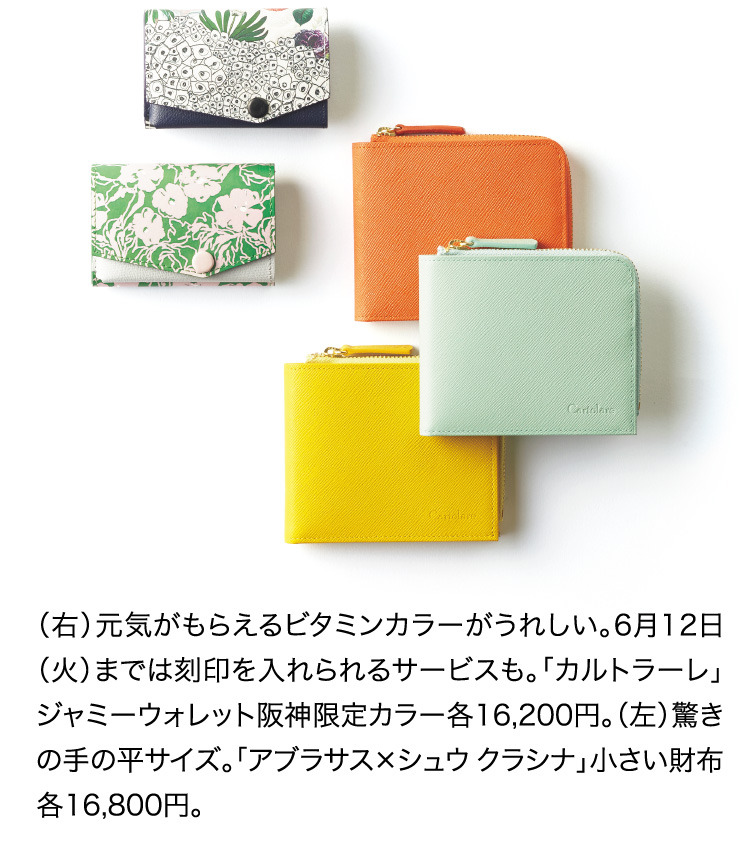 Cartolare
Cartolare
（右）元気がもらえるビタミンカラーがうれしい。6月12日
（火）までは刻印を入れられるサービスも。「カルトラーレ」
ジャミーウォレット阪神限定カラー各16,200円。（左）驚き
の手の平サイズ。「アブラサス×シュウ クラシナ」小さい財布
各16,800円。